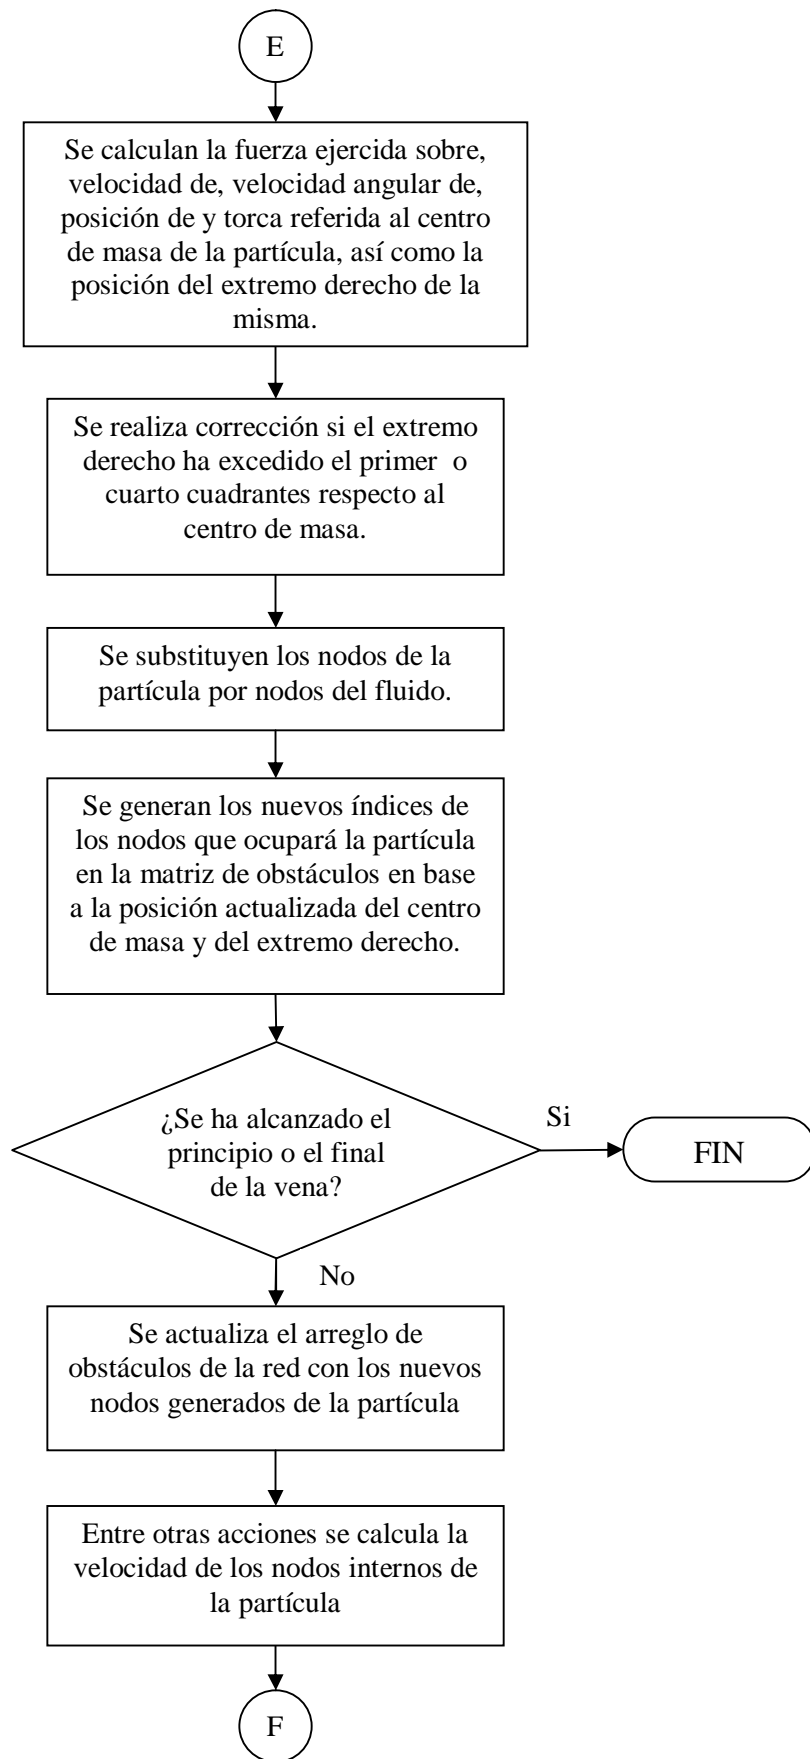 E
Se calculan la fuerza ejercida sobre,
velocidad de, velocidad angular de,
posición de y torca referida al centro
de masa de la partícula, así como la
posición del extremo derecho de la
misma.
Se realiza corrección si el extremo
derecho ha excedido el primer o
cuarto cuadrantes respecto al
centro de masa.
Se substituyen los nodos de la
partícula por nodos del fluido.
Se generan los nuevos índices de
los nodos que ocupará la partícula
en la matriz de obstáculos en base
a la posición actualizada del centro
de masa y del extremo derecho.
¿Se ha alcanzado el
principio o el final
de la vena?
Si
FIN
No
Se actualiza el arreglo de
obstáculos de la red con los nuevos
nodos generados de la partícula
Entre otras acciones se calcula la
velocidad de los nodos internos de
la partícula
F